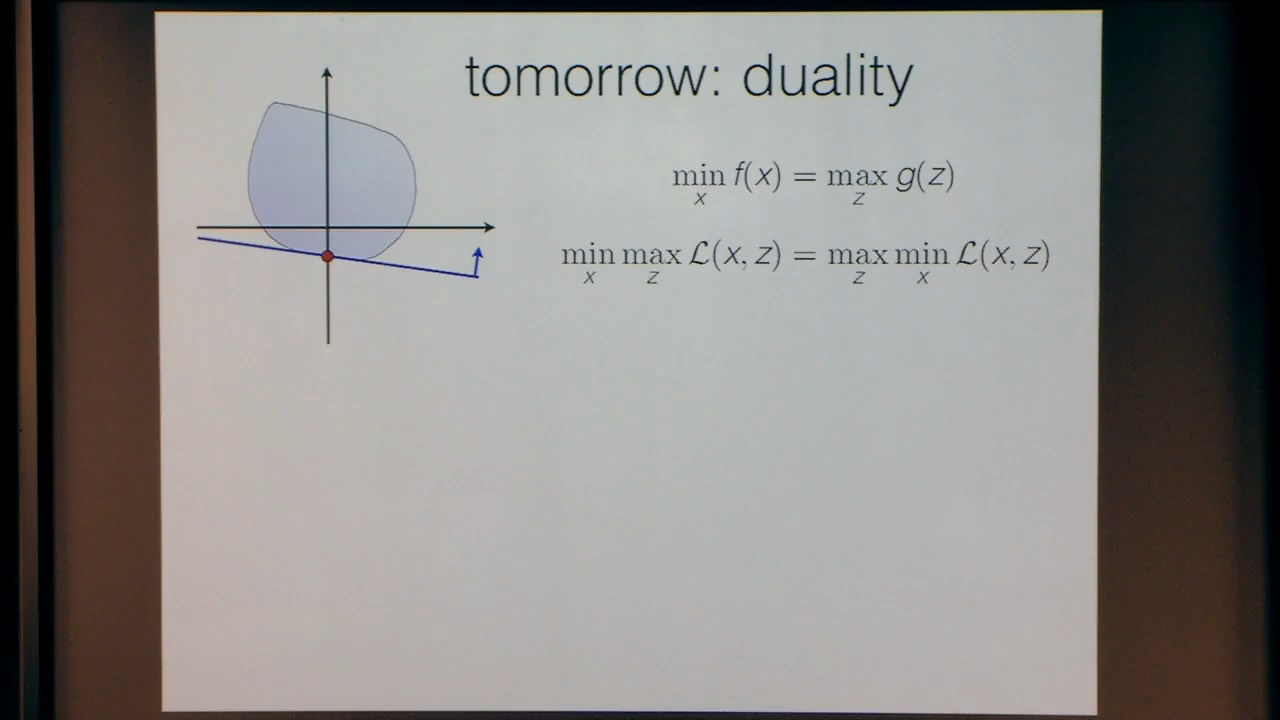 tomorrow: duality
min_x f(x) = max_z g(z)
min_x max_z ℒ(x, z) = max_z min_x ℒ(x, z)